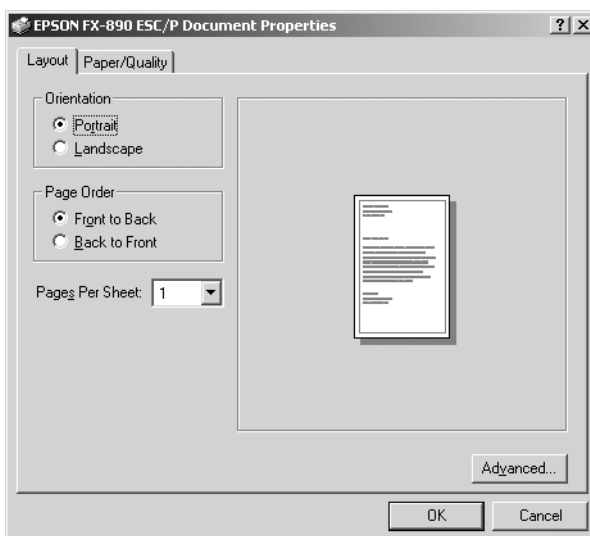 EPSON FX-890 ESC/P Document Properties
Layout
Paper/Quality
Orientation
Portrait
Landscape
Page Order
Front to Back
Back to Front
Pages Per Sheet: 1
Advanced...
OK
Cancel